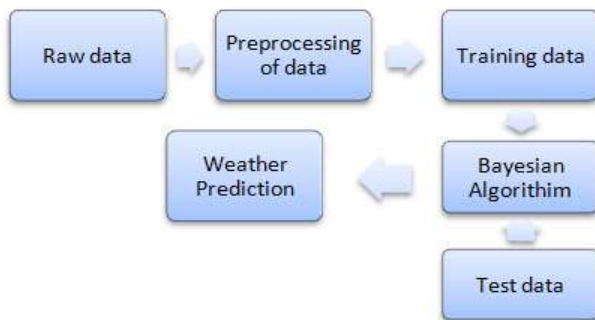 Raw data
Preprocessing
of data
Training data
Weather
Prediction
Bayesian
Algorithim
Test data